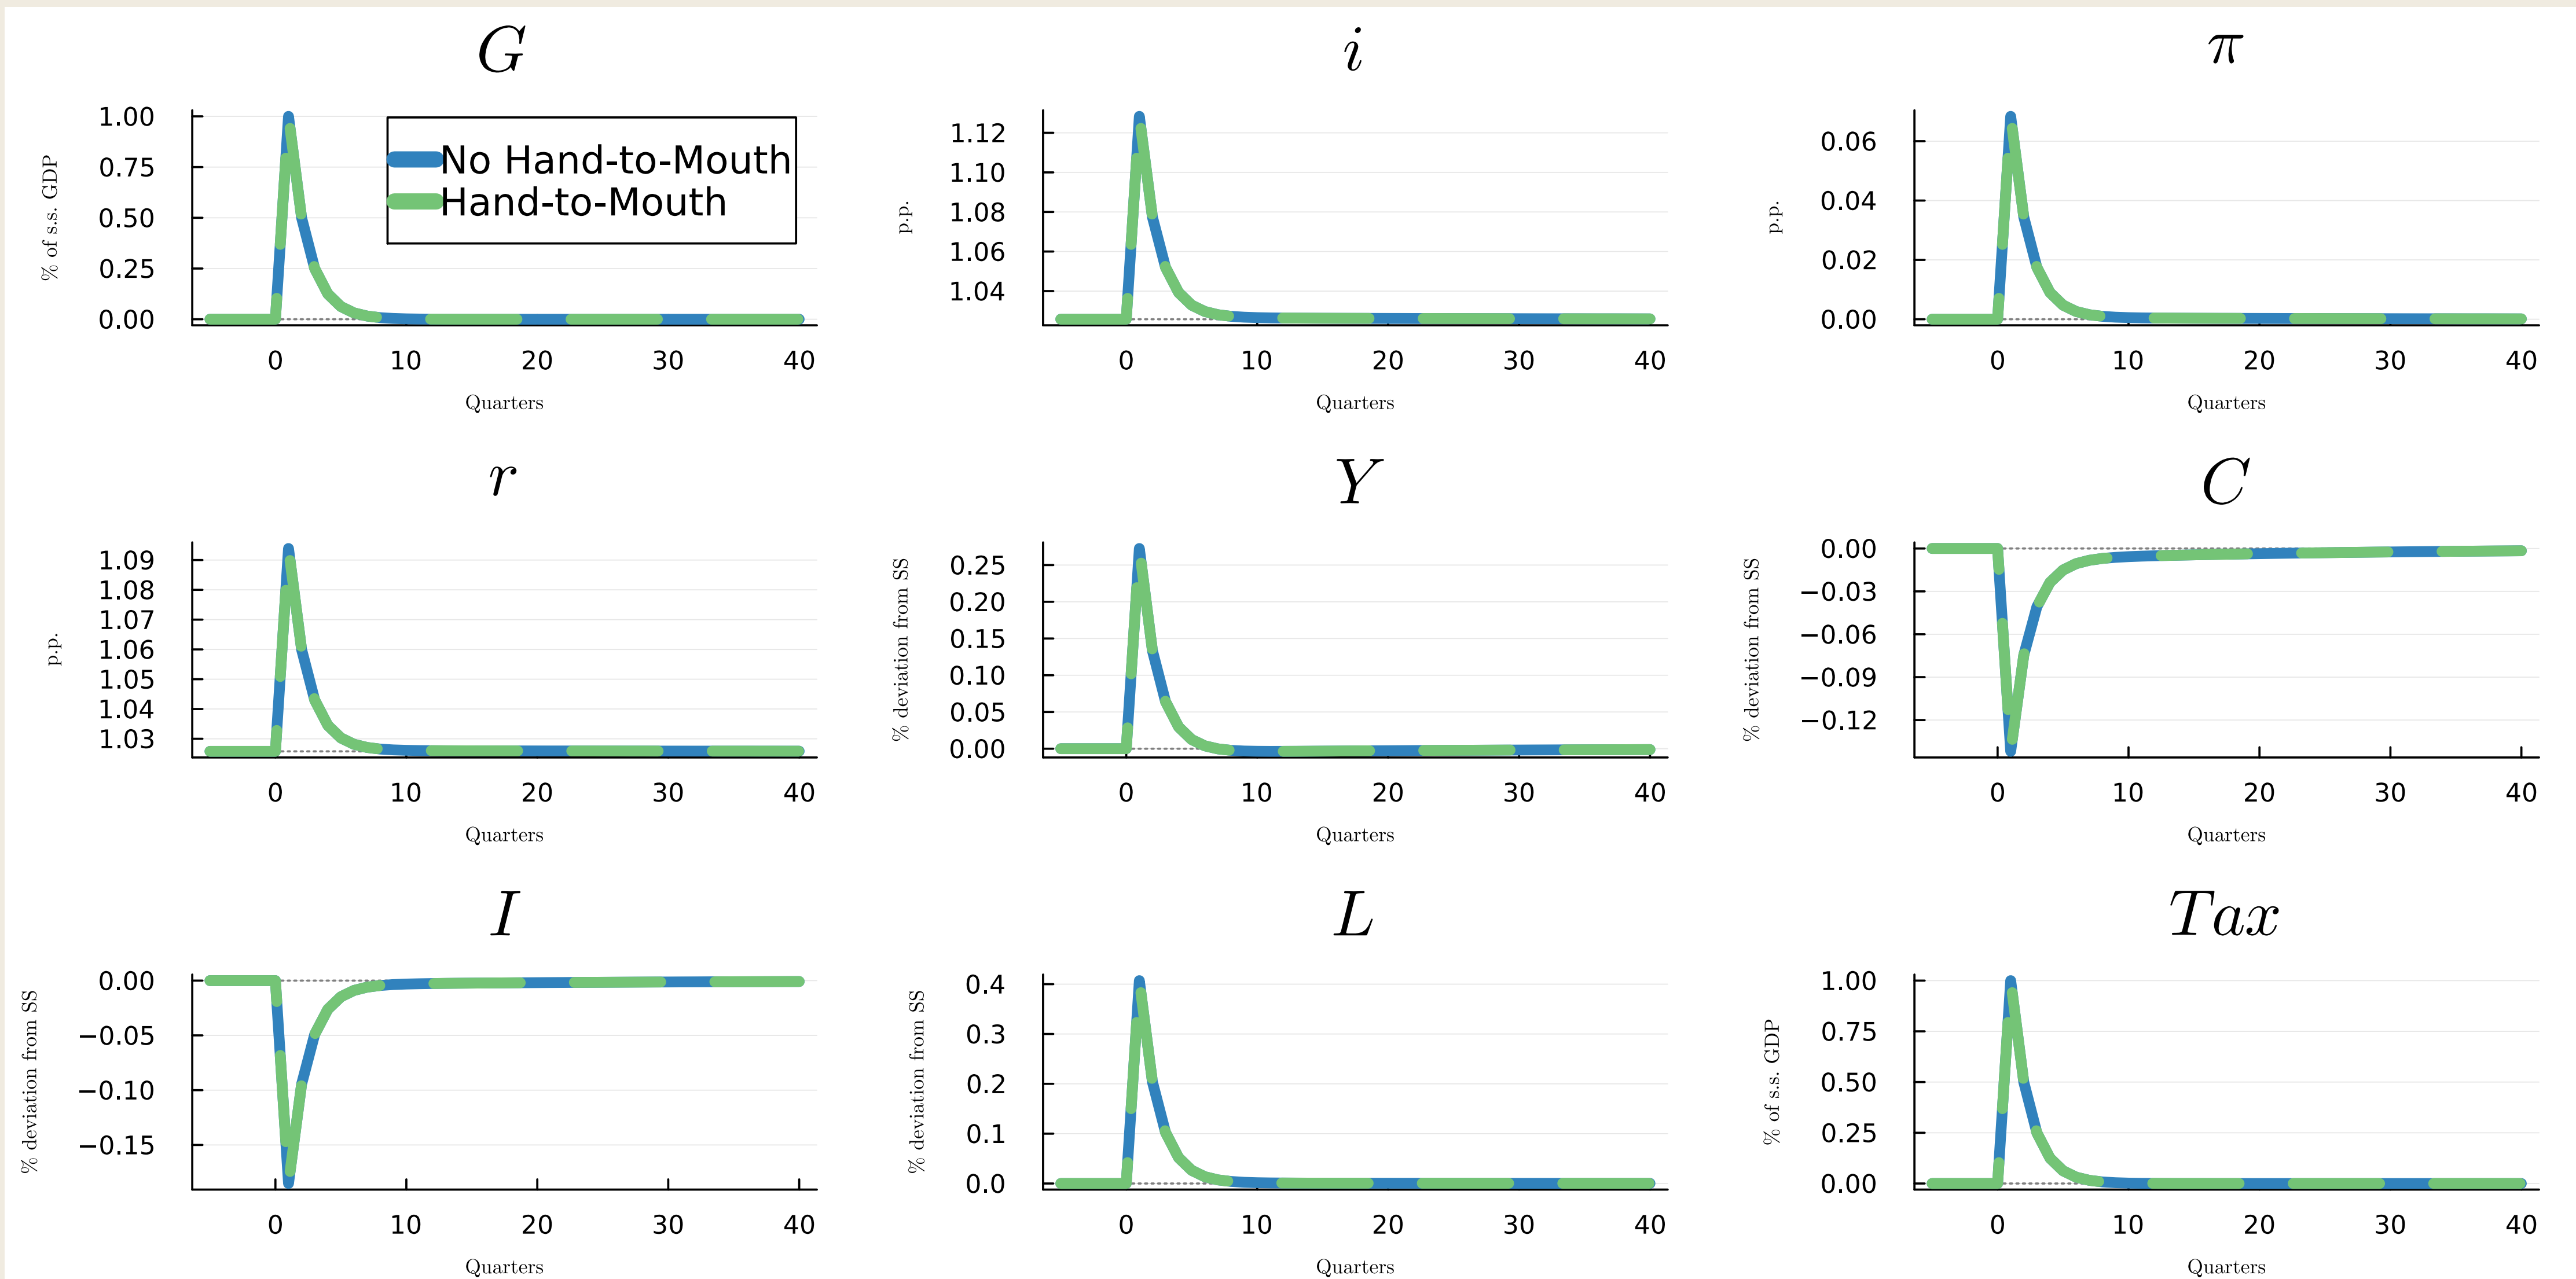 G
% of s.s. GDP
1.00
0.75
0.50
0.25
0.00
No Hand-to-Mouth
Hand-to-Mouth
0 10 20 30 40
Quarters
i
p.p.
1.12
1.10
1.08
1.06
1.04
0 10 20 30 40
Quarters
π
p.p.
0.06
0.04
0.02
0.00
0 10 20 30 40
Quarters
r
p.p.
1.09
1.08
1.07
1.06
1.05
1.04
1.03
0 10 20 30 40
Quarters
Y
% deviation from SS
0.25
0.20
0.15
0.10
0.05
0.00
0 10 20 30 40
Quarters
C
% deviation from SS
0.00
−0.03
−0.06
−0.09
−0.12
0 10 20 30 40
Quarters
I
% deviation from SS
0.00
−0.05
−0.10
−0.15
0 10 20 30 40
Quarters
L
% deviation from SS
0.4
0.3
0.2
0.1
0.0
0 10 20 30 40
Quarters
Tax
% of s.s. GDP
1.00
0.75
0.50
0.25
0.00
0 10 20 30 40
Quarters